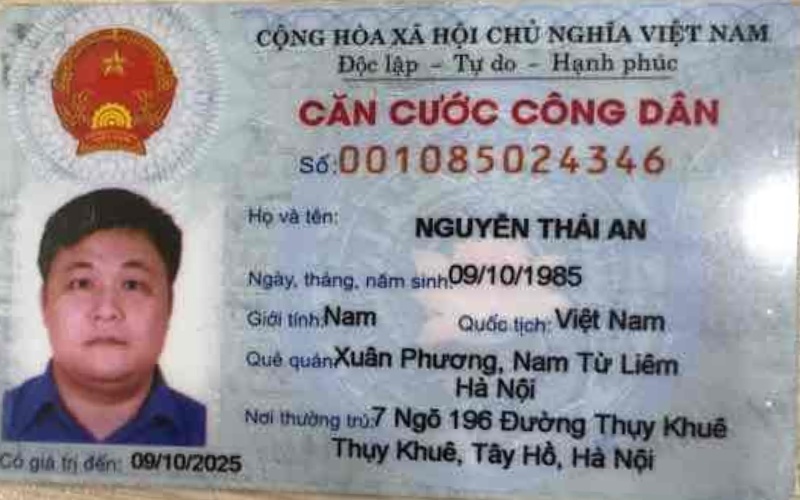 CỘNG HÒA XÃ HỘI CHỦ NGHĨA VIỆT NAM
Độc lập - Tự do - Hạnh phúc
CĂN CƯỚC CÔNG DÂN
Số: 001085024346
Họ và tên: NGUYỄN THÁI AN
Ngày, tháng, năm sinh: 09/10/1985
Giới tính: Nam Quốc tịch: Việt Nam
Quê quán: Xuân Phương, Nam Từ Liêm
Hà Nội
Nơi thường trú: 7 Ngõ 196 Đường Thụy Khuê
Thụy Khuê, Tây Hồ, Hà Nội
Có giá trị đến: 09/10/2025